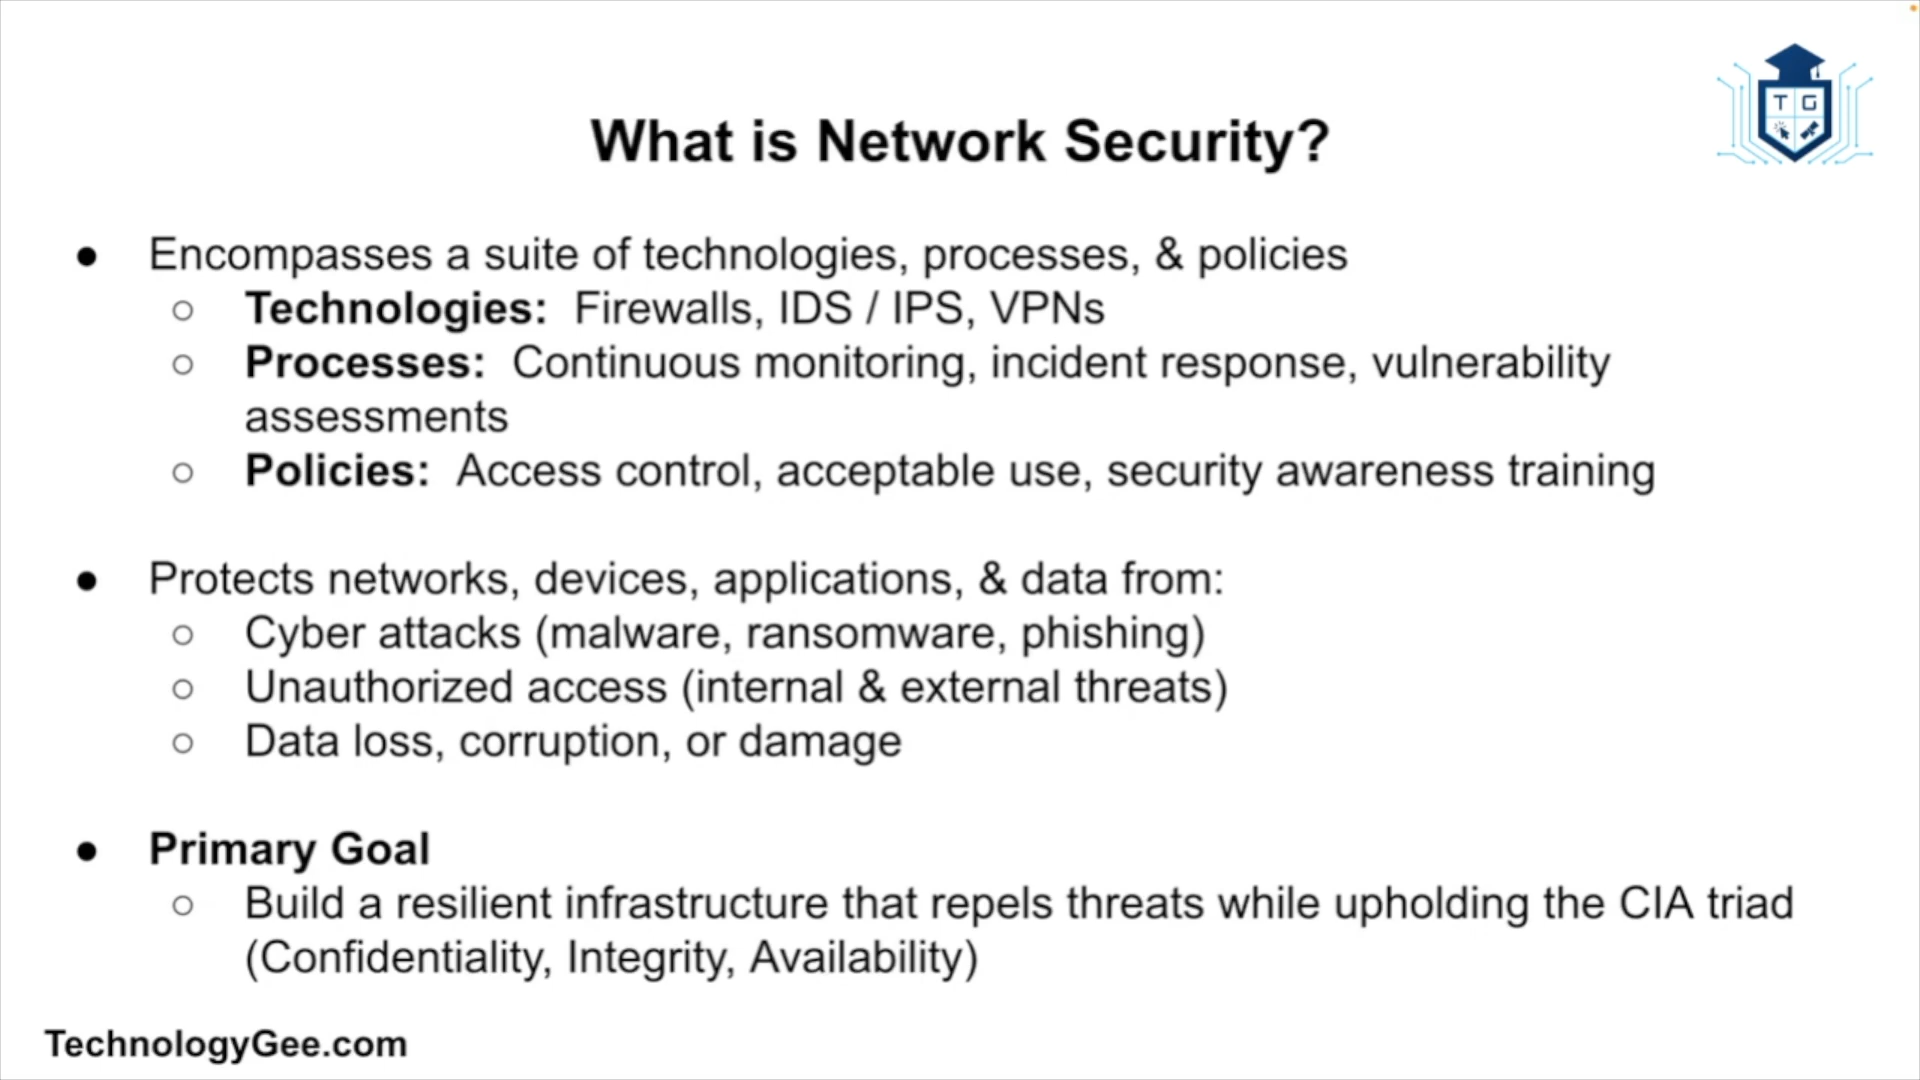 T G
What is Network Security?
● Encompasses a suite of technologies, processes, & policies
○ Technologies: Firewalls, IDS / IPS, VPNs
○ Processes: Continuous monitoring, incident response, vulnerability
assessments
○ Policies: Access control, acceptable use, security awareness training
● Protects networks, devices, applications, & data from:
○ Cyber attacks (malware, ransomware, phishing)
○ Unauthorized access (internal & external threats)
○ Data loss, corruption, or damage
● Primary Goal
○ Build a resilient infrastructure that repels threats while upholding the CIA triad
(Confidentiality, Integrity, Availability)
TechnologyGee.com